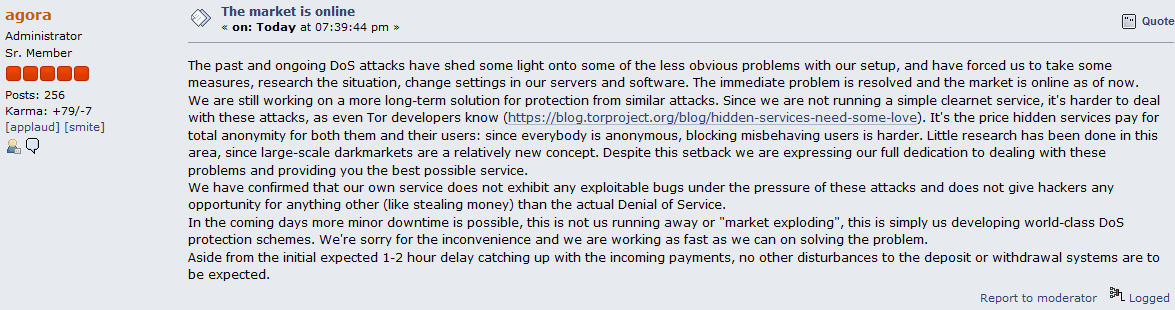 agora
Administrator
Sr. Member
Posts: 256
Karma: +79/-7
[applaud] [smite]
The market is online
« on: Today at 07:39:44 pm »
Quote
The past and ongoing DoS attacks have shed some light onto some of the less obvious problems with our setup, and have forced us to take some
measures, research the situation, change settings in our servers and software. The immediate problem is resolved and the market is online as of now.
We are still working on a more long-term solution for protection from similar attacks. Since we are not running a simple clearnet service, it's harder to deal
with these attacks, as even Tor developers know (https://blog.torproject.org/blog/hidden-services-need-some-love). It's the price hidden services pay for
total anonymity for both them and their users: since everybody is anonymous, blocking misbehaving users is harder. Little research has been done in this
area, since large-scale darkmarkets are a relatively new concept. Despite this setback we are expressing our full dedication to dealing with these
problems and providing you the best possible service.
We have confirmed that our own service does not exhibit any exploitable bugs under the pressure of these attacks and does not give hackers any
opportunity for anything other (like stealing money) than the actual Denial of Service.
In the coming days more minor downtime is possible, this is not us running away or "market exploding", this is simply us developing world-class DoS
protection schemes. We're sorry for the inconvenience and we are working as fast as we can on solving the problem.
Aside from the initial expected 1-2 hour delay catching up with the incoming payments, no other disturbances to the deposit or withdrawal systems are to
be expected.
Report to moderator Logged